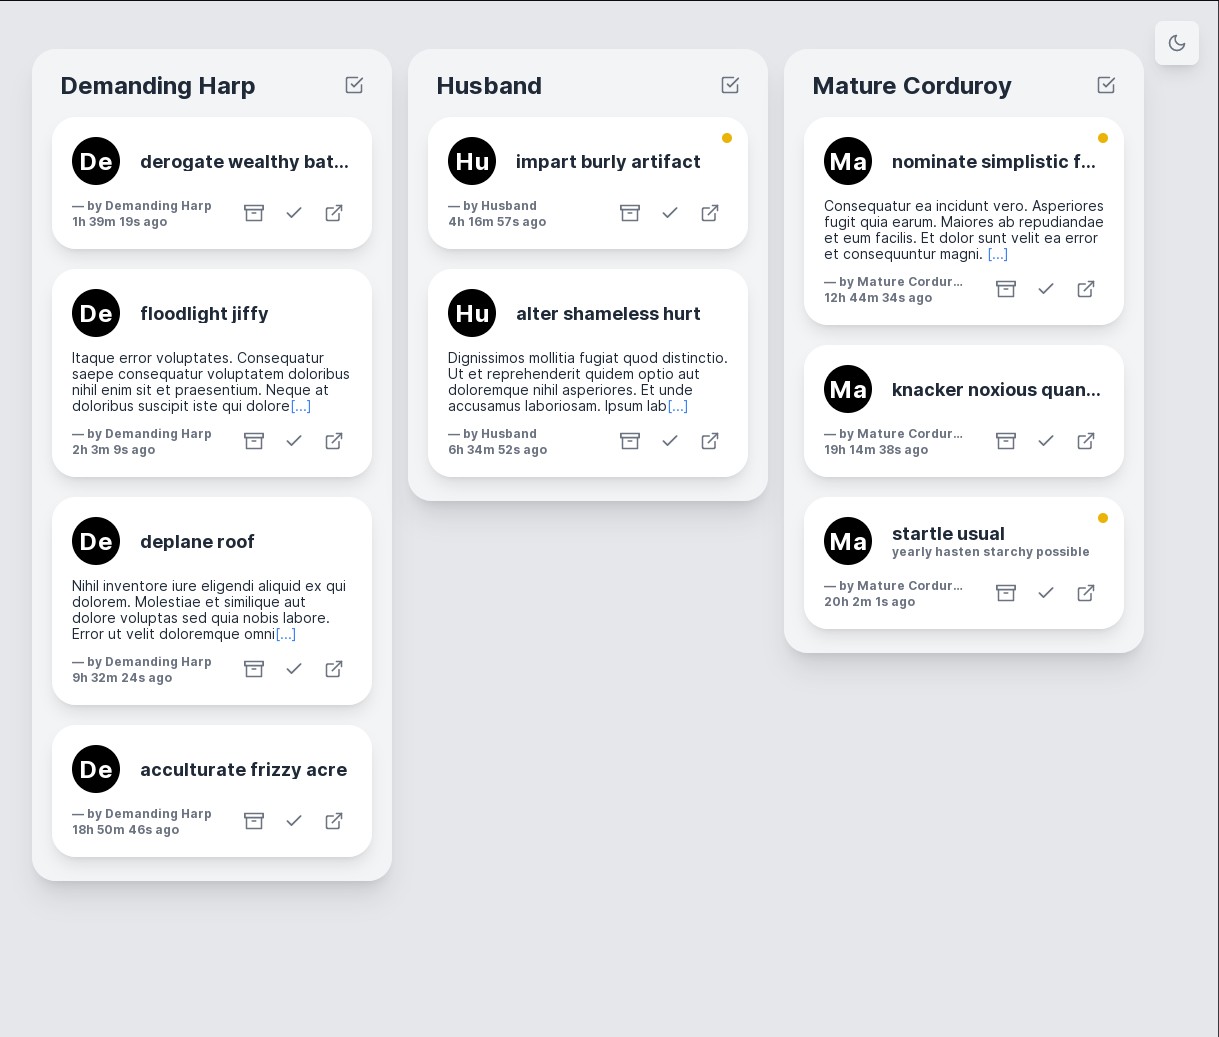 Demanding Harp
De
derogate wealthy bat...
— by Demanding Harp
1h 39m 19s ago
De
floodlight jiffy
Itaque error voluptates. Consequatur
saepe consequatur voluptatem doloribus
nihil enim sit et praesentium. Neque at
doloribus suscipit iste qui dolore[...]
— by Demanding Harp
2h 3m 9s ago
De
deplane roof
Nihil inventore iure eligendi aliquid ex qui
dolorem. Molestiae et similique aut
dolore voluptas sed quia nobis labore.
Error ut velit doloremque omni[...]
— by Demanding Harp
9h 32m 24s ago
De
acculturate frizzy acre
— by Demanding Harp
18h 50m 46s ago
Husband
Hu
impart burly artifact
— by Husband
4h 16m 57s ago
Hu
alter shameless hurt
Dignissimos mollitia fugiat quod distinctio.
Ut et reprehenderit quidem optio aut
doloremque nihil asperiores. Et unde
accusamus laboriosam. Ipsum lab[...]
— by Husband
6h 34m 52s ago
Mature Corduroy
Ma
nominate simplistic f...
Consequatur ea incidunt vero. Asperiores
fugit quia earum. Maiores ab repudiandae
et eum facilis. Et dolor sunt velit ea error
et consequuntur magni. [...]
— by Mature Cordur...
12h 44m 34s ago
Ma
knacker noxious quan...
— by Mature Cordur...
19h 14m 38s ago
Ma
startle usual
yearly hasten starchy possible
— by Mature Cordur...
20h 2m 1s ago